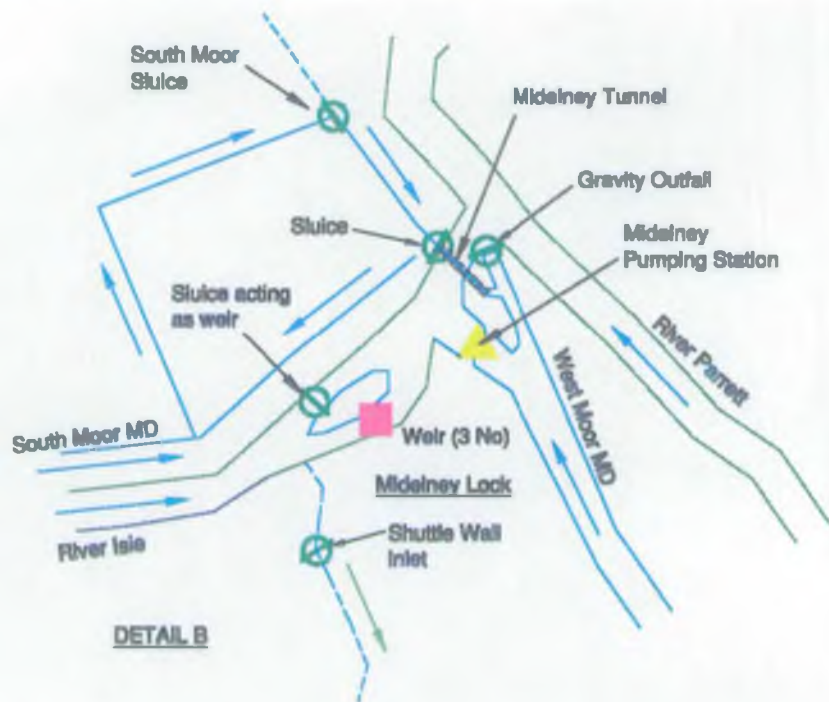 South Moor
Sluice
Midelney Tunnel
Gravity Outfall
Sluice
Midelney
Pumping Station
Sluice acting
as weir
River Parrett
West Moor MD
South Moor MD
Weir (3 No)
Midelney Lock
River Isle
Shuttle Wall
Inlet
DETAIL B